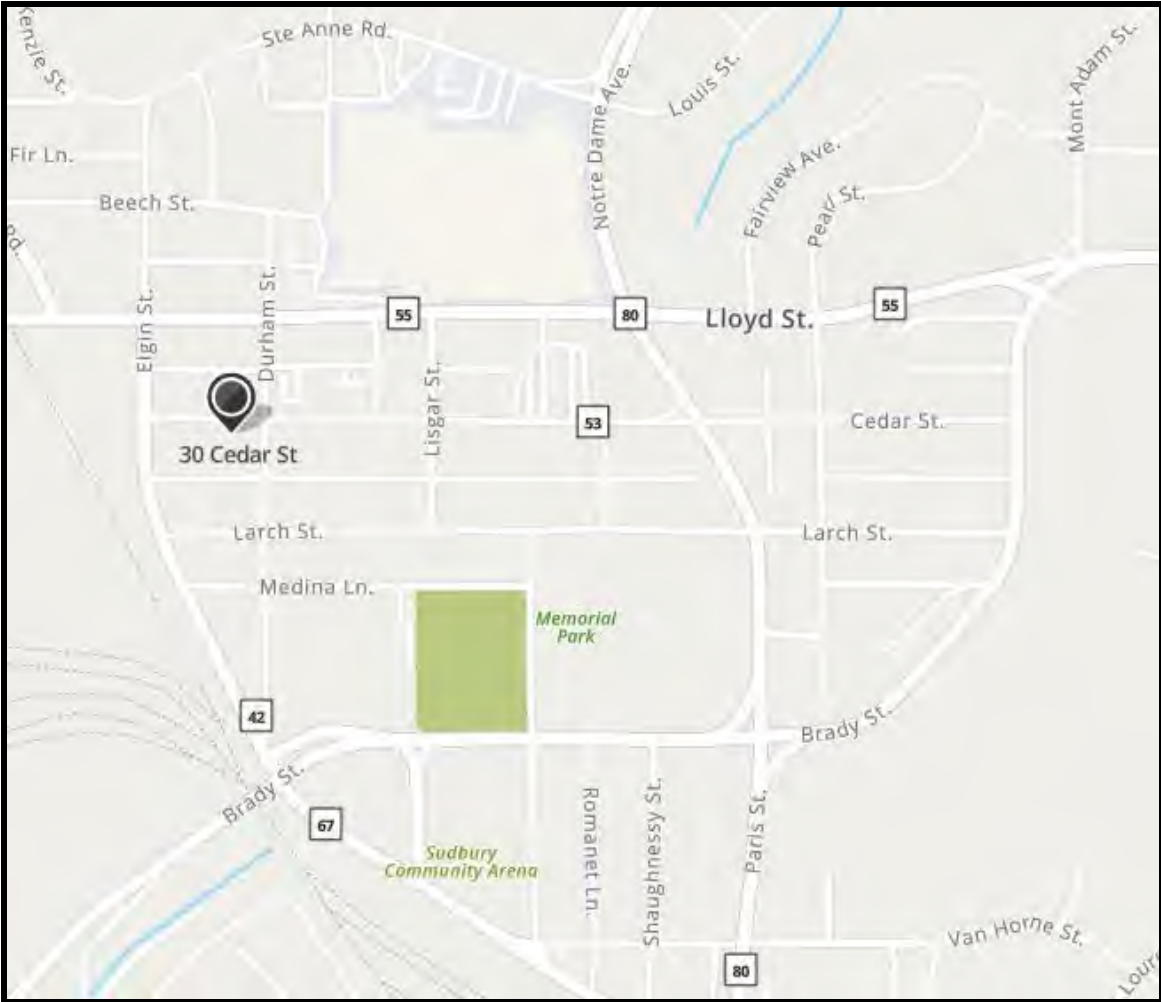 Ste Anne Rd.
Louis St.
Mont Adam St.
Notre Dame Ave.
Fir Ln.
Fairview Ave.
Beech St.
Pearl St.
Elgin St.
Durham St.
55
80
Lloyd St.
55
Lisgar St.
53
Cedar St.
30 Cedar St
Larch St.
Larch St.
Medina Ln.
Memorial
Park
42
Brady St.
Brady St.
67
Romanet Ln.
Shaughnessy St.
Paris St.
Sudbury
Community Arena
Van Horne St.
80